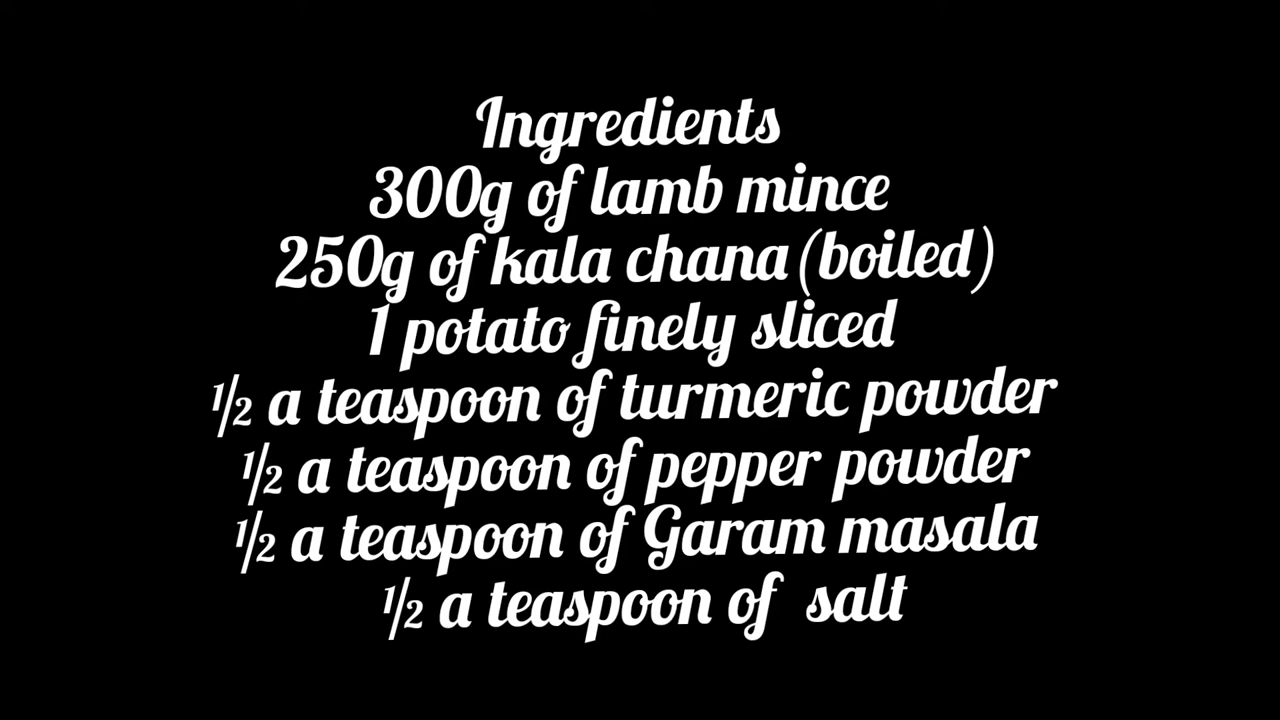 Ingredients
300g of lamb mince
250g of kala chana (boiled)
1 potato finely sliced
½ a teaspoon of turmeric powder
½ a teaspoon of pepper powder
½ a teaspoon of Garam masala
½ a teaspoon of salt